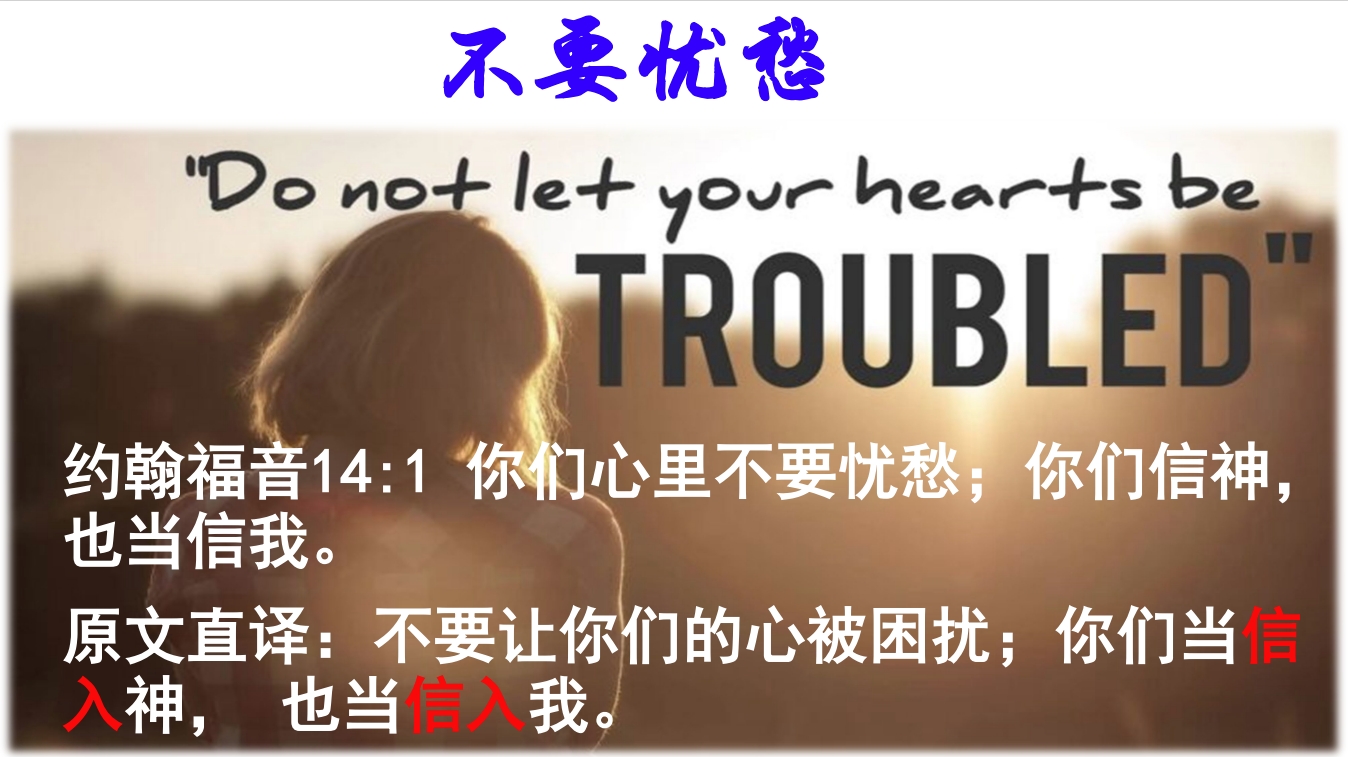 不要忧愁
"Do not let your hearts be
TROUBLED"
约翰福音14:1 你们心里不要忧愁；你们信神，
也当信我。
原文直译：不要让你们的心被困扰；你们当信
入神， 也当信入我。